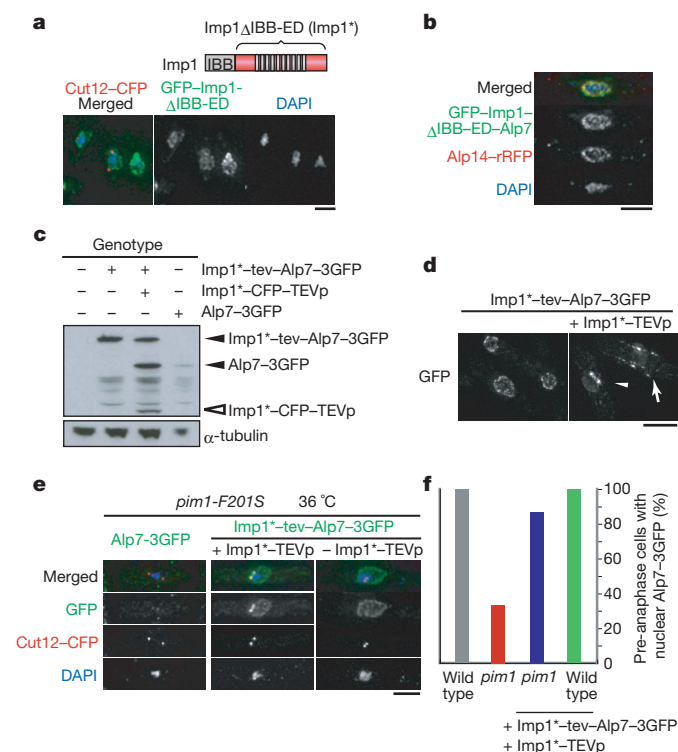 a
Imp1ΔIBB-ED (Imp1*)
Imp1
IBB
Cut12–CFP
Merged
GFP–Imp1-
ΔIBB-ED
DAPI
b
Merged
GFP–Imp1–
ΔIBB–ED–Alp7
Alp14–rRFP
DAPI
c
Genotype
– + + – Imp1*–tev–Alp7–3GFP
– – + – Imp1*–CFP–TEVp
– – – + Alp7–3GFP
Imp1*–tev-Alp7–3GFP
Alp7–3GFP
Imp1*–CFP–TEVp
α-tubulin
d
Imp1*–tev–Alp7–3GFP
+ Imp1*–TEVp
GFP
e
pim1-F201S 36 °C
Alp7-3GFP
Imp1*–tev–Alp7–3GFP
+ Imp1*–TEVp – Imp1*–TEVp
Merged
GFP
Cut12–CFP
DAPI
f
100
80
60
40
20
0
Pre-anaphase cells with
nuclear Alp7–3GFP (%)
Wild type
pim1
pim1
Wild type
+ Imp1*–tev–Alp7–3GFP
+ Imp1*–TEVp